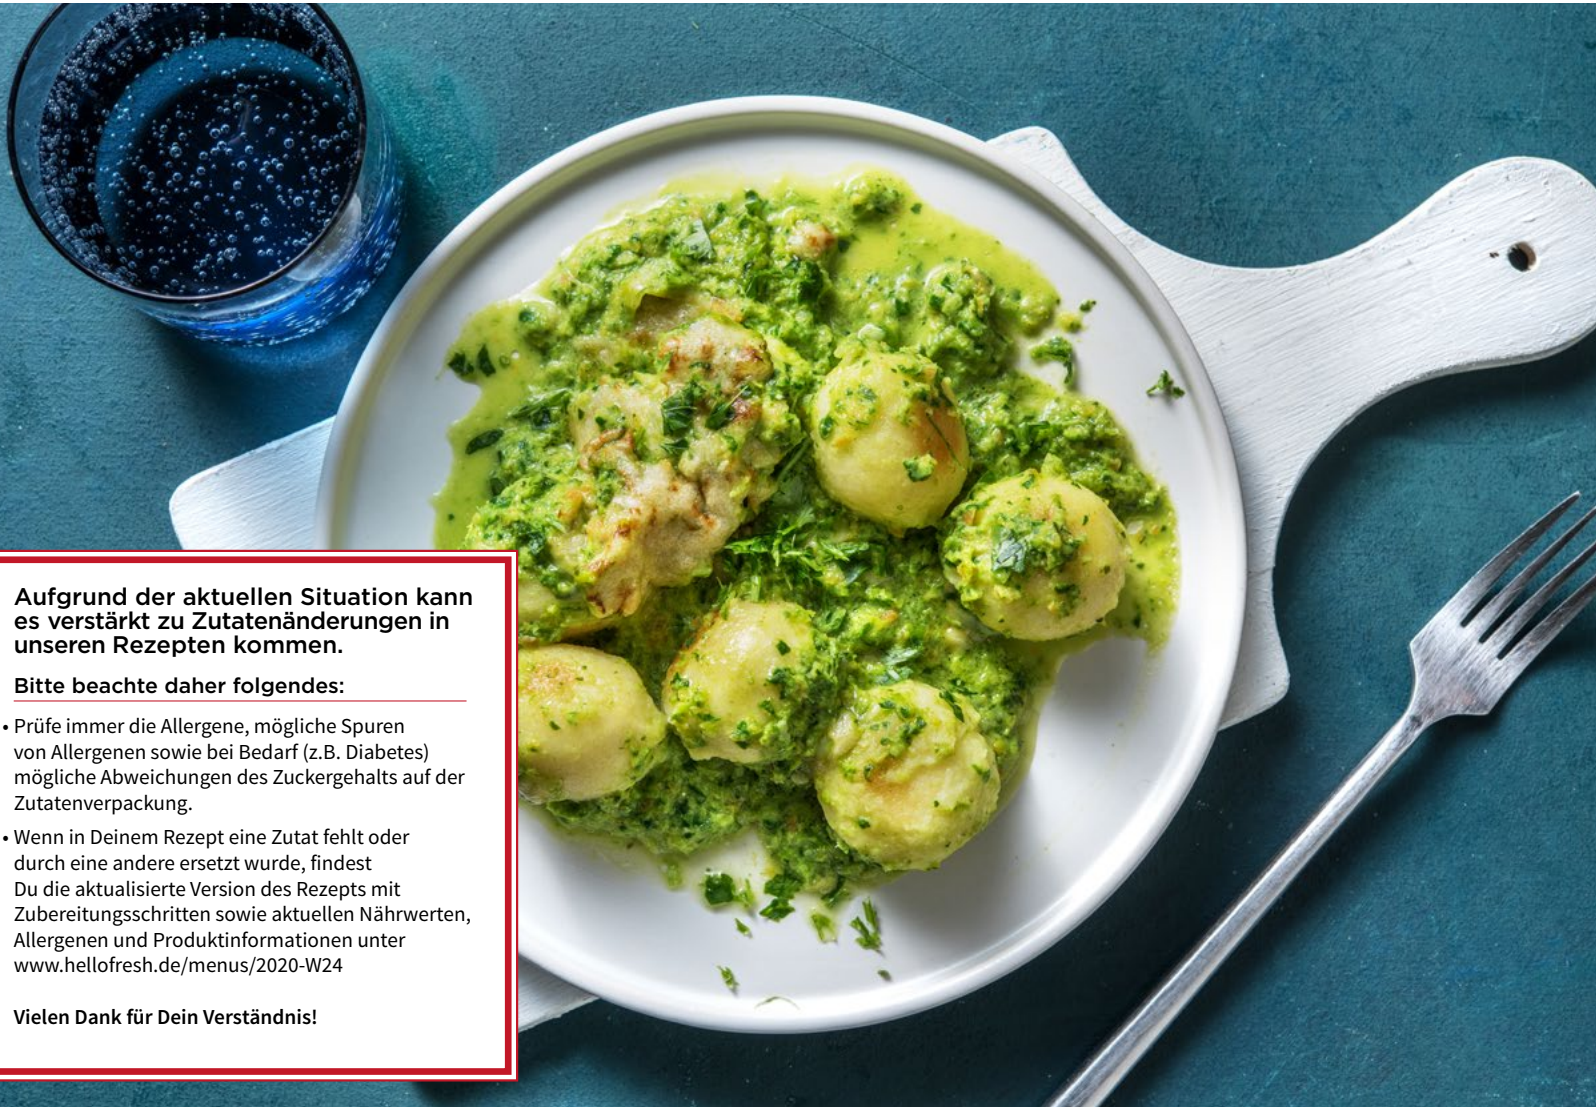 Aufgrund der aktuellen Situation kann
es verstärkt zu Zutatenänderungen in
unseren Rezepten kommen.
Bitte beachte daher folgendes:
• Prüfe immer die Allergene, mögliche Spuren
von Allergenen sowie bei Bedarf (z.B. Diabetes)
mögliche Abweichungen des Zuckergehalts auf der
Zutatenverpackung.
• Wenn in Deinem Rezept eine Zutat fehlt oder
durch eine andere ersetzt wurde, findest
Du die aktualisierte Version des Rezepts mit
Zubereitungsschritten sowie aktuellen Nährwerten,
Allergenen und Produktinformationen unter
www.hellofresh.de/menus/2020-W24
Vielen Dank für Dein Verständnis!